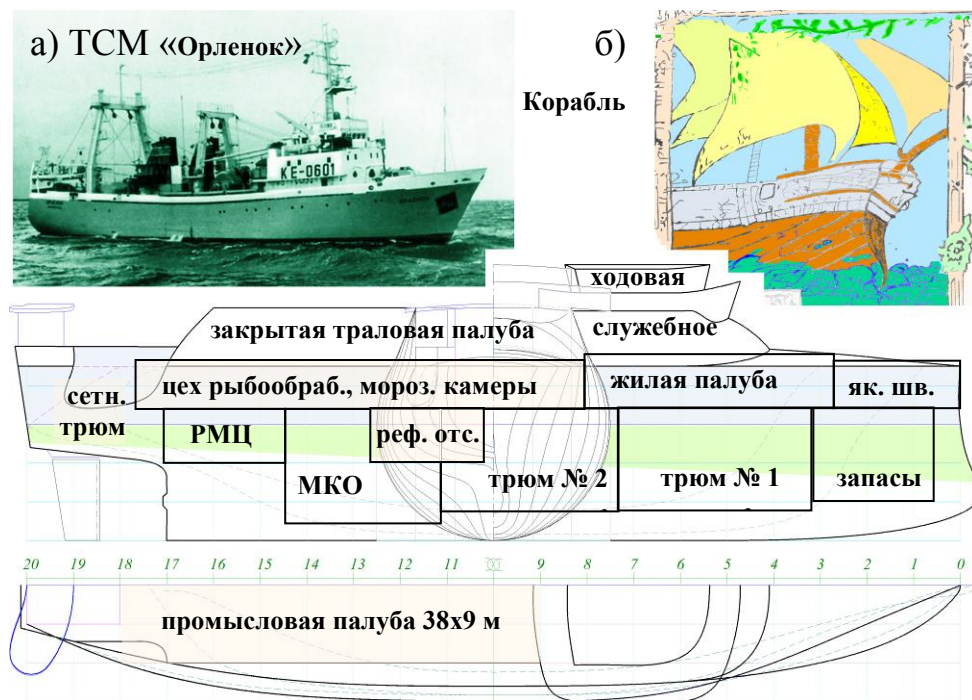 а) ТСМ «Орленок»
б)
Корабль
КЕ-0601
ходовая
закрытая траловая палуба
служебное
цех рыбообраб., мороз. камеры
жилая палуба
як. шв.
сетн.
трюм
РМЦ
реф. отс.
МКО
трюм № 2
трюм № 1
запасы
20 19 18 17 16 15 14 13 12 11 9 8 7 6 5 4 3 2 1 0
промысловая палуба 38х9 м